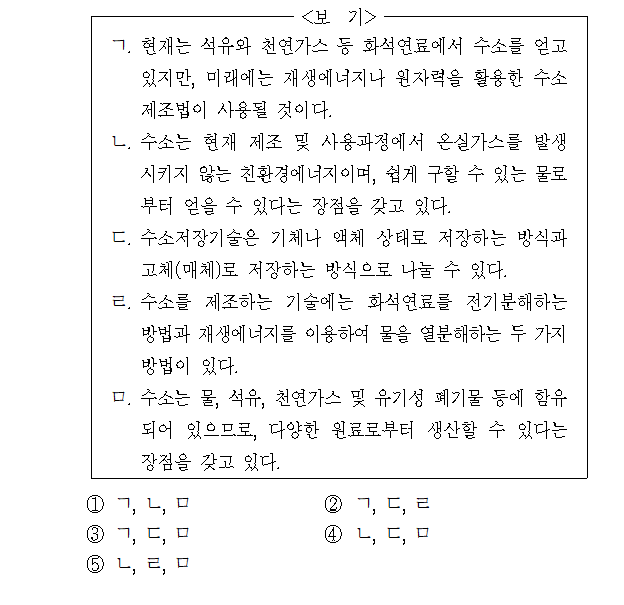 <보 기>
ㄱ. 현재는 석유와 천연가스 등 화석연료에서 수소를 얻고
있지만, 미래에는 재생에너지나 원자력을 활용한 수소
제조법이 사용될 것이다.
ㄴ. 수소는 현재 제조 및 사용과정에서 온실가스를 발생
시키지 않는 친환경에너지이며, 쉽게 구할 수 있는 물로
부터 얻을 수 있다는 장점을 갖고 있다.
ㄷ. 수소저장기술은 기체나 액체 상태로 저장하는 방식과
고체(매체)로 저장하는 방식으로 나눌 수 있다.
ㄹ. 수소를 제조하는 기술에는 화석연료를 전기분해하는
방법과 재생에너지를 이용하여 물을 열분해하는 두 가지
방법이 있다.
ㅁ. 수소는 물, 석유, 천연가스 및 유기성 폐기물 등에 함유
되어 있으므로, 다양한 원료로부터 생산할 수 있다는
장점을 갖고 있다.
① ㄱ, ㄴ, ㅁ ② ㄱ, ㄷ, ㄹ
③ ㄱ, ㄷ, ㅁ ④ ㄴ, ㄷ, ㅁ
⑤ ㄴ, ㄹ, ㅁ